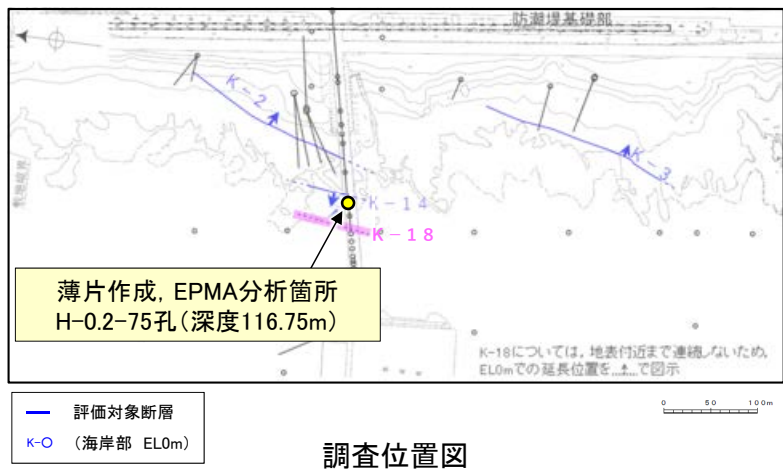 防潮堤基礎部
K-2
K-3
K-14
K-18
敷地境界
薄片作成, EPMA分析箇所
H-0.2-75孔(深度116.75m)
K-18については, 地表付近まで連続しないため,
EL0mでの延長位置を で図示
評価対象断層
K-○ (海岸部 EL0m)
0 50 100m
調査位置図